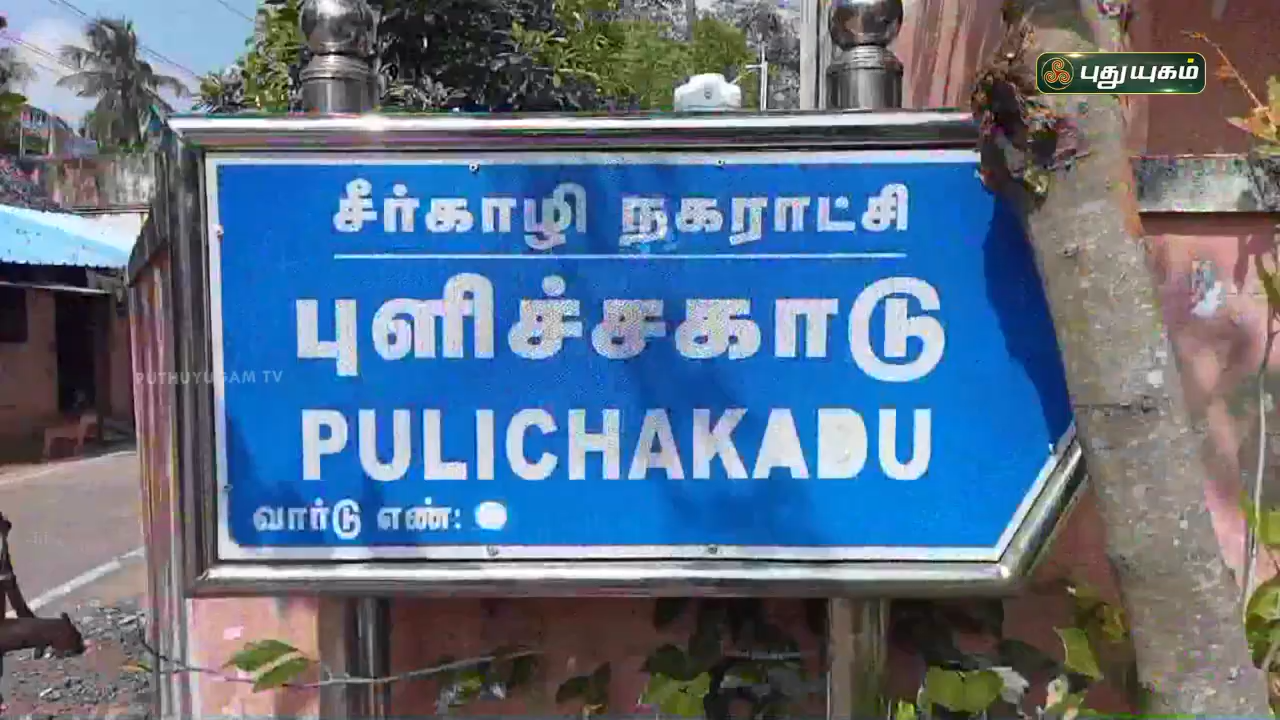 புதுயுகம்
சீர்காழி நகராட்சி
புளிச்சகாடு
PUTHUYUGAM TV
PULICHAKADU
வார்டு எண்: